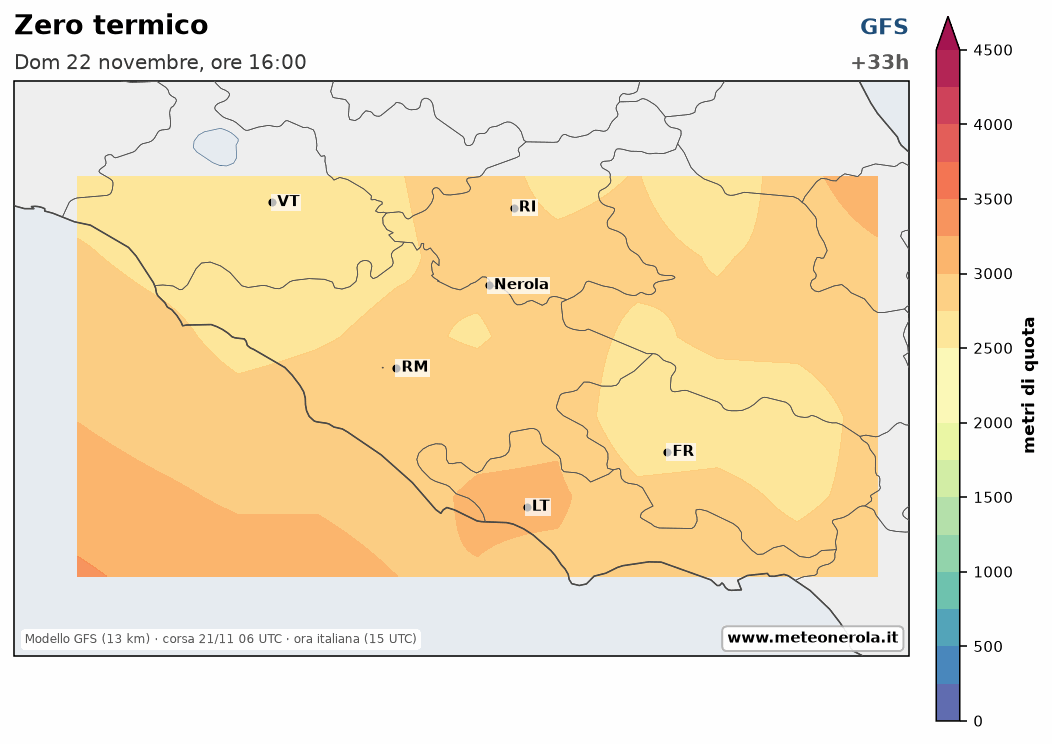 Zero termico
GFS
Dom 22 novembre, ore 16:00
+33h
VT
RI
Nerola
RM
FR
LT
4500
4000
3500
3000
2500
2000
1500
1000
500
0
metri di quota
Modello GFS (13 km) · corsa 21/11 06 UTC · ora italiana (15 UTC)
www.meteonerola.it